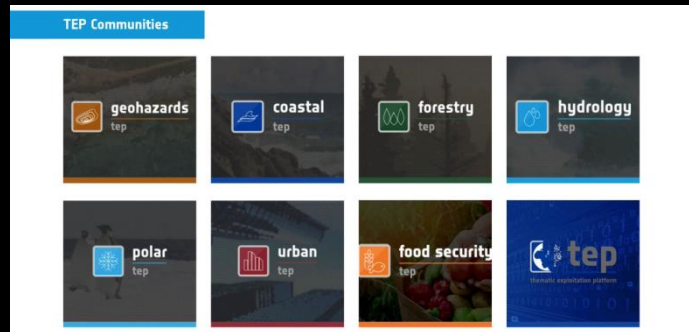 TEP Communities
geohazards
tep
coastal
tep
forestry
tep
hydrology
tep
polar
tep
urban
tep
food security
tep
tep
thematic exploitation platform